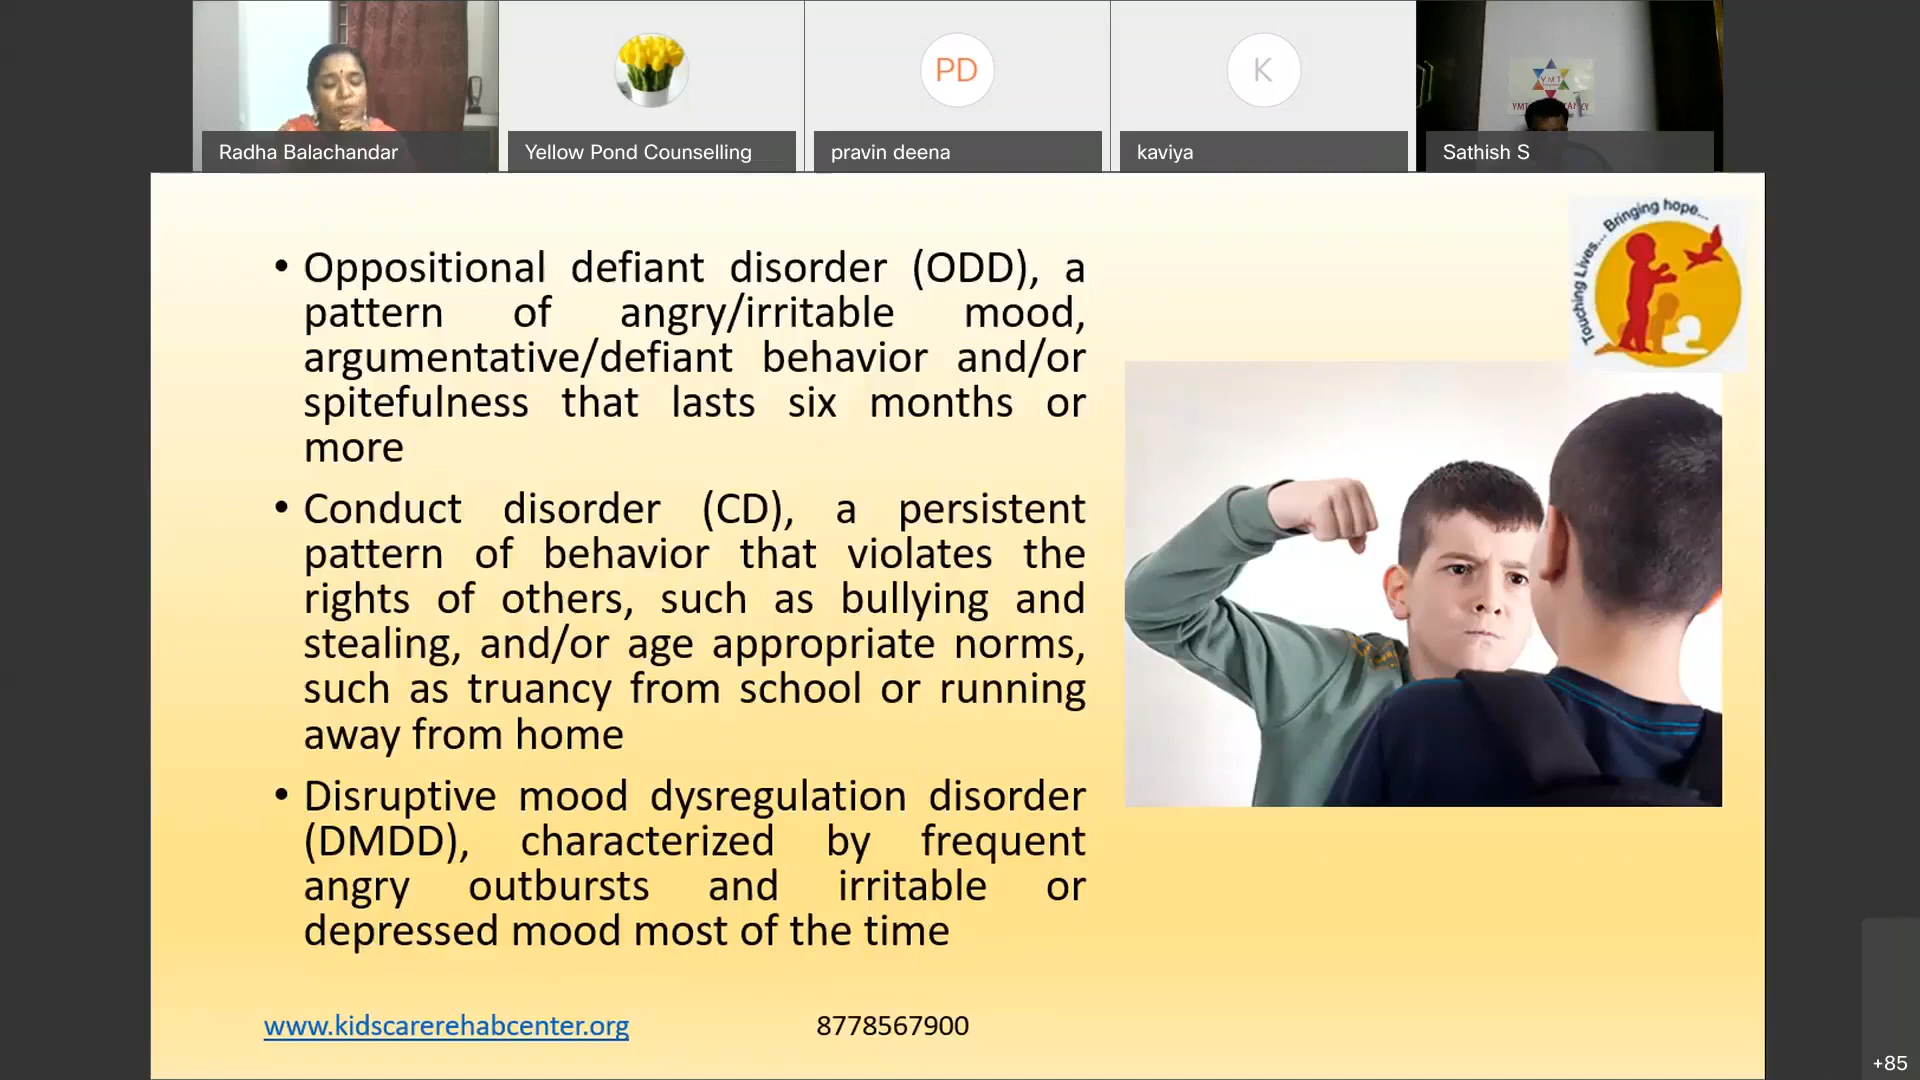 PD
K
YMT
Radha Balachandar
Yellow Pond Counselling
pravin deena
kaviya
Sathish S
Touching Lives... Bringing hope...
• Oppositional defiant disorder (ODD), a
pattern of angry/irritable mood,
argumentative/defiant behavior and/or
spitefulness that lasts six months or
more
• Conduct disorder (CD), a persistent
pattern of behavior that violates the
rights of others, such as bullying and
stealing, and/or age appropriate norms,
such as truancy from school or running
away from home
• Disruptive mood dysregulation disorder
(DMDD), characterized by frequent
angry outbursts and irritable or
depressed mood most of the time
www.kidscarerehabcenter.org
8778567900
+85